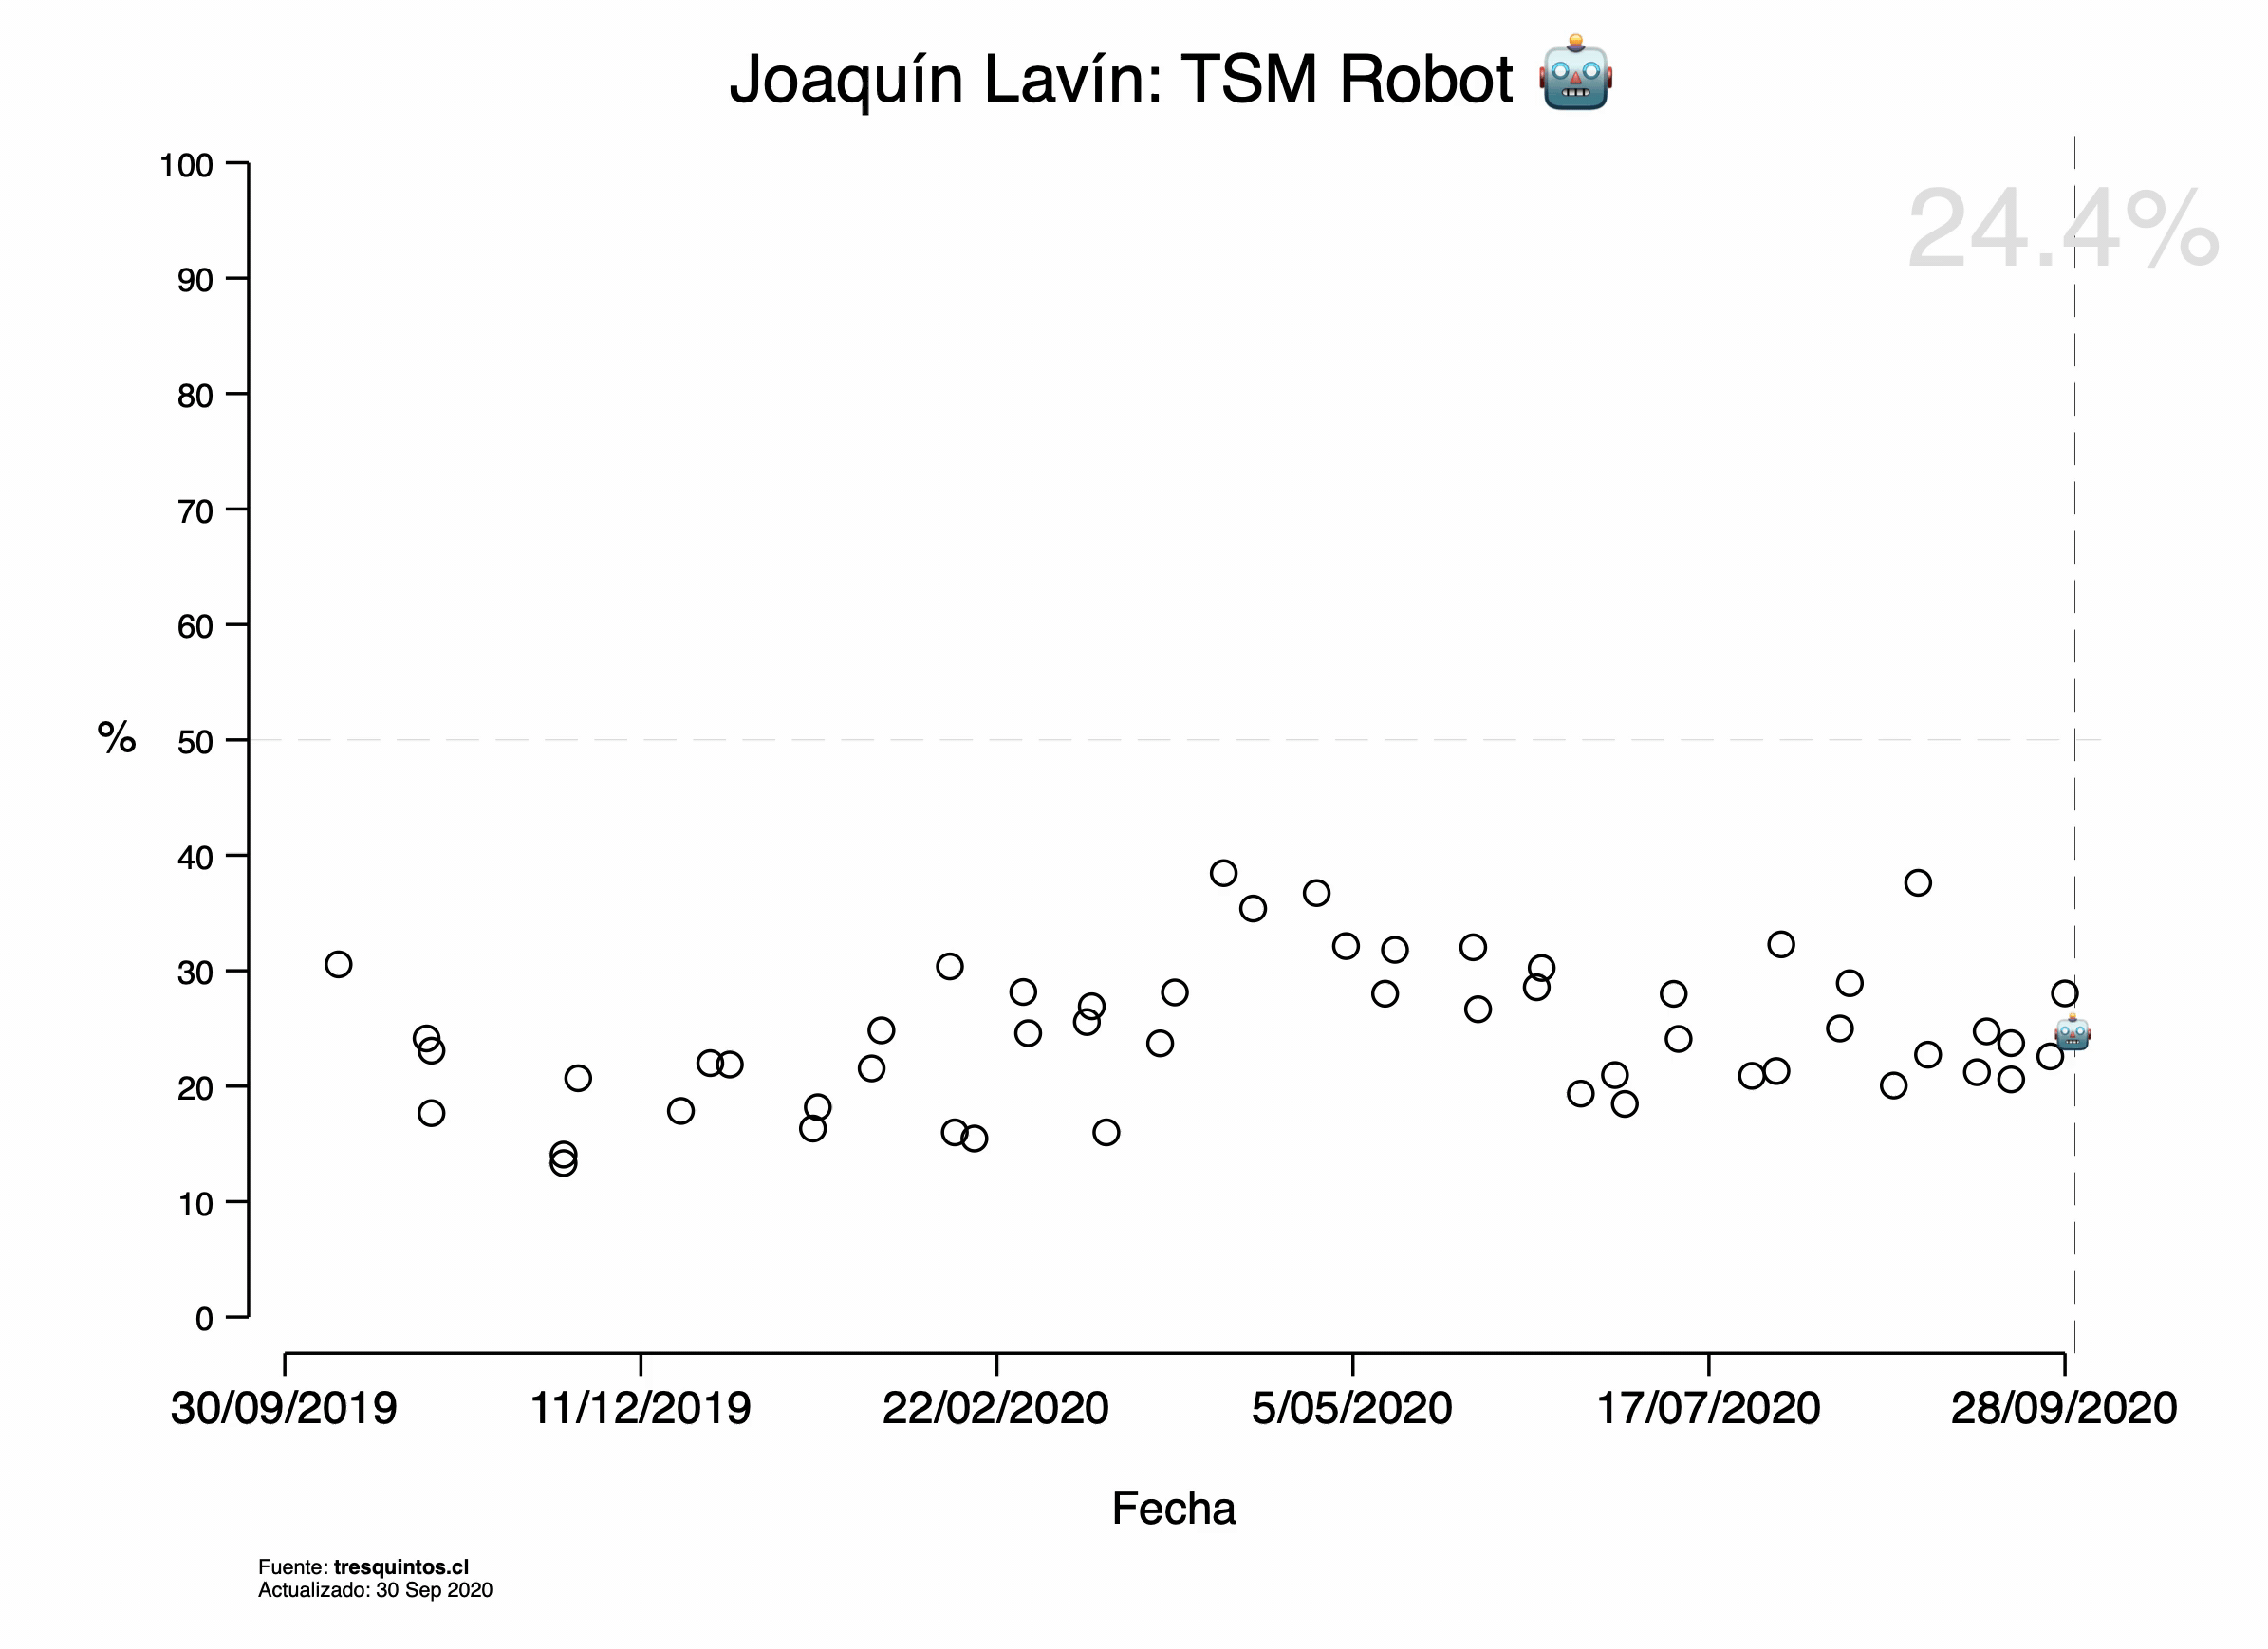 Joaquín Lavín: TSM Robot 🤖
24.4%
100
90
80
70
60
50
40
30
20
10
0
%
30/09/2019 11/12/2019 22/02/2020 5/05/2020 17/07/2020 28/09/2020
Fecha
Fuente: tresquintos.cl
Actualizado: 30 Sep 2020